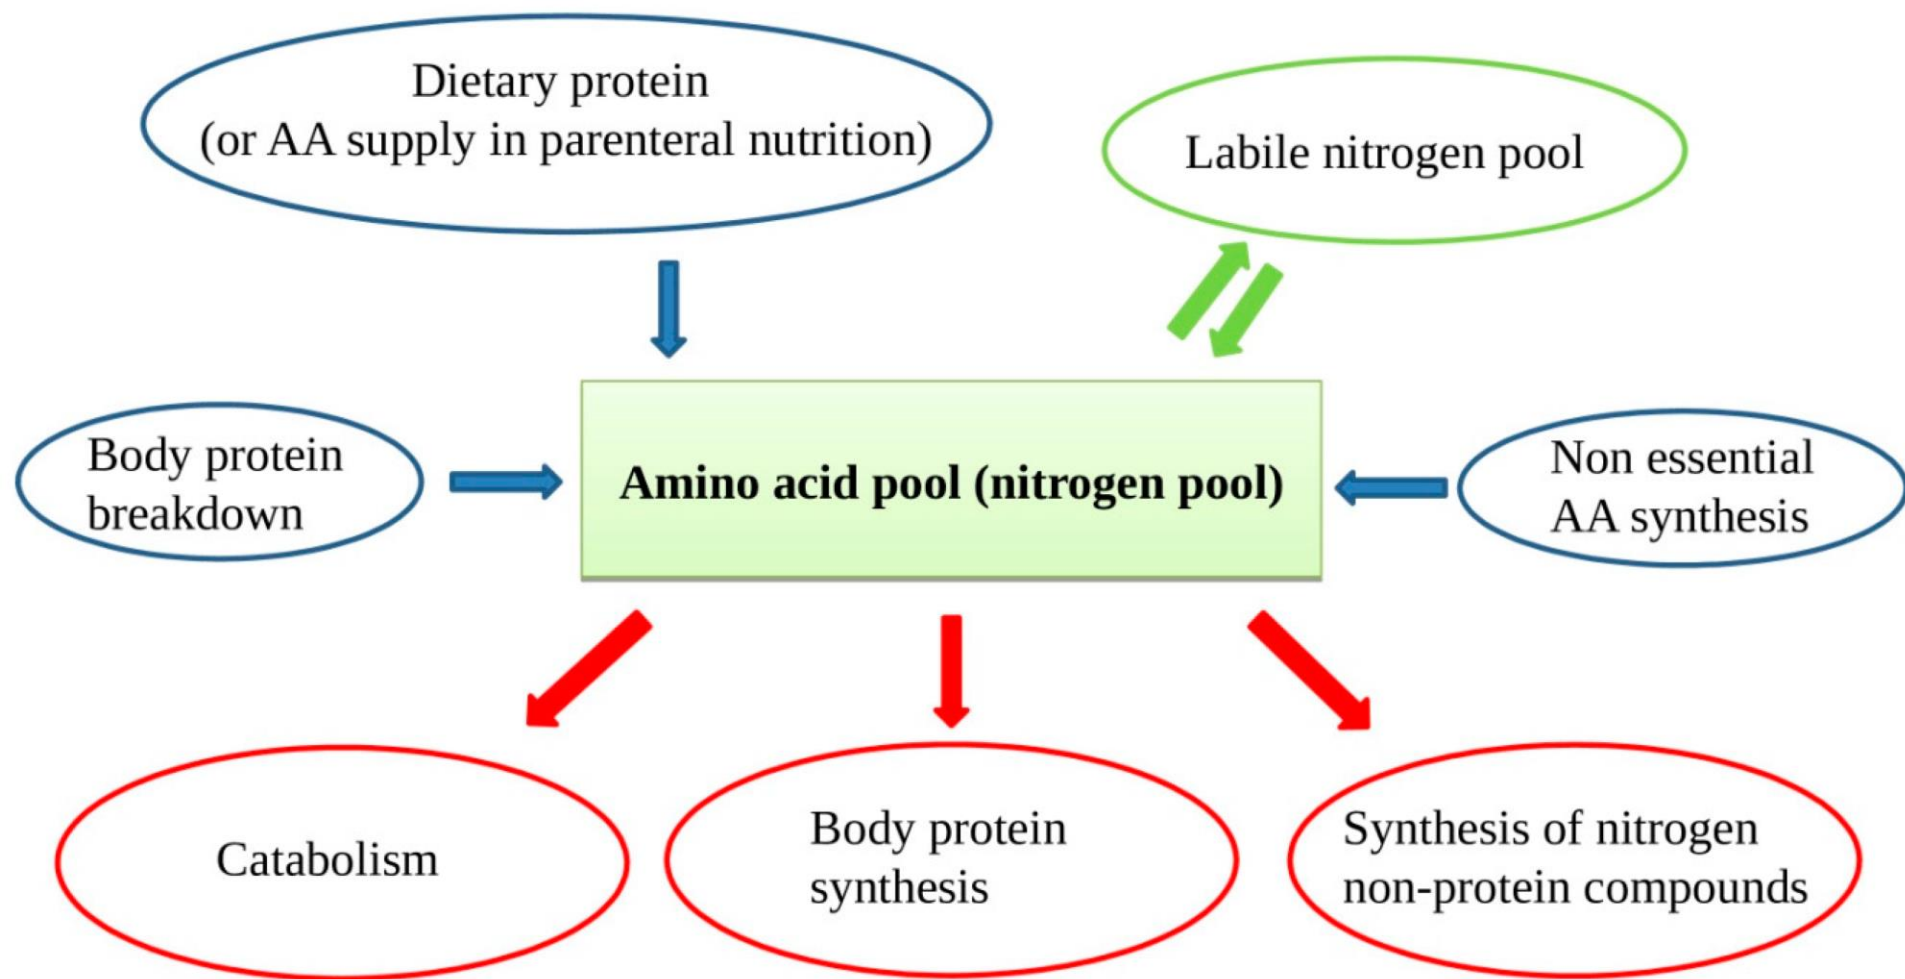 Dietary protein
(or AA supply in parenteral nutrition)
Labile nitrogen pool
Body protein
breakdown
Amino acid pool (nitrogen pool)
Non essential
AA synthesis
Catabolism
Body protein
synthesis
Synthesis of nitrogen
non-protein compounds